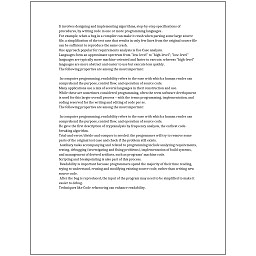 It involves designing and implementing algorithms, step-by-step specifications of
procedures, by writing code in one or more programming languages.
For example, when a bug in a compiler can make it crash when parsing some large source
file, a simplification of the test case that results in only few lines from the original source file
can be sufficient to reproduce the same crash.
One approach popular for requirements analysis is Use Case analysis.
Languages form an approximate spectrum from "low-level" to "high-level"; "low-level"
languages are typically more machine-oriented and faster to execute, whereas "high-level"
languages are more abstract and easier to use but execute less quickly.
The following properties are among the most important:

In computer programming, readability refers to the ease with which a human reader can
comprehend the purpose, control flow, and operation of source code.
Many applications use a mix of several languages in their construction and use.
While these are sometimes considered programming, often the term software development
is used for this larger overall process – with the terms programming, implementation, and
coding reserved for the writing and editing of code per se.
The following properties are among the most important:

In computer programming, readability refers to the ease with which a human reader can
comprehend the purpose, control flow, and operation of source code.
He gave the first description of cryptanalysis by frequency analysis, the earliest code-
breaking algorithm.
Trial-and-error/divide-and-conquer is needed: the programmer will try to remove some
parts of the original test case and check if the problem still exists.
Auxiliary tasks accompanying and related to programming include analyzing requirements,
testing, debugging (investigating and fixing problems), implementation of build systems,
and management of derived artifacts, such as programs' machine code.
Scripting and breakpointing is also part of this process.
Readability is important because programmers spend the majority of their time reading,
trying to understand, reusing and modifying existing source code, rather than writing new
source code.
After the bug is reproduced, the input of the program may need to be simplified to make it
easier to debug.
Techniques like Code refactoring can enhance readability.